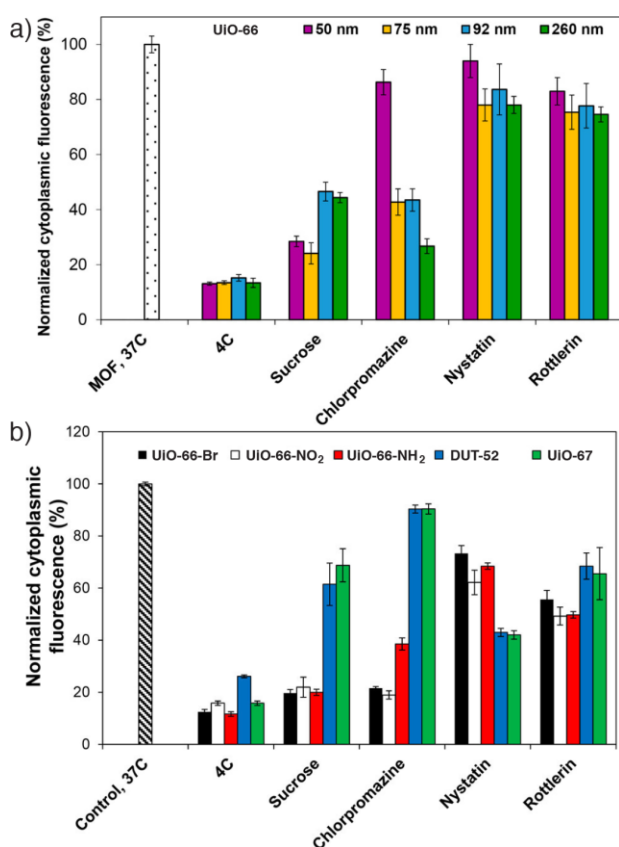 a)
UiO-66 50 nm 75 nm 92 nm 260 nm
Normalized cytoplasmic fluorescence (%)
100
80
60
40
20
0
MOF, 37C
4C
Sucrose
Chlorpromazine
Nystatin
Rottlerin
b)
UiO-66-Br UiO-66-NO₂ UiO-66-NH₂ DUT-52 UiO-67
Normalized cytoplasmic
fluorescence (%)
120
100
80
60
40
20
0
Control, 37C
4C
Sucrose
Chlorpromazine
Nystatin
Rottlerin